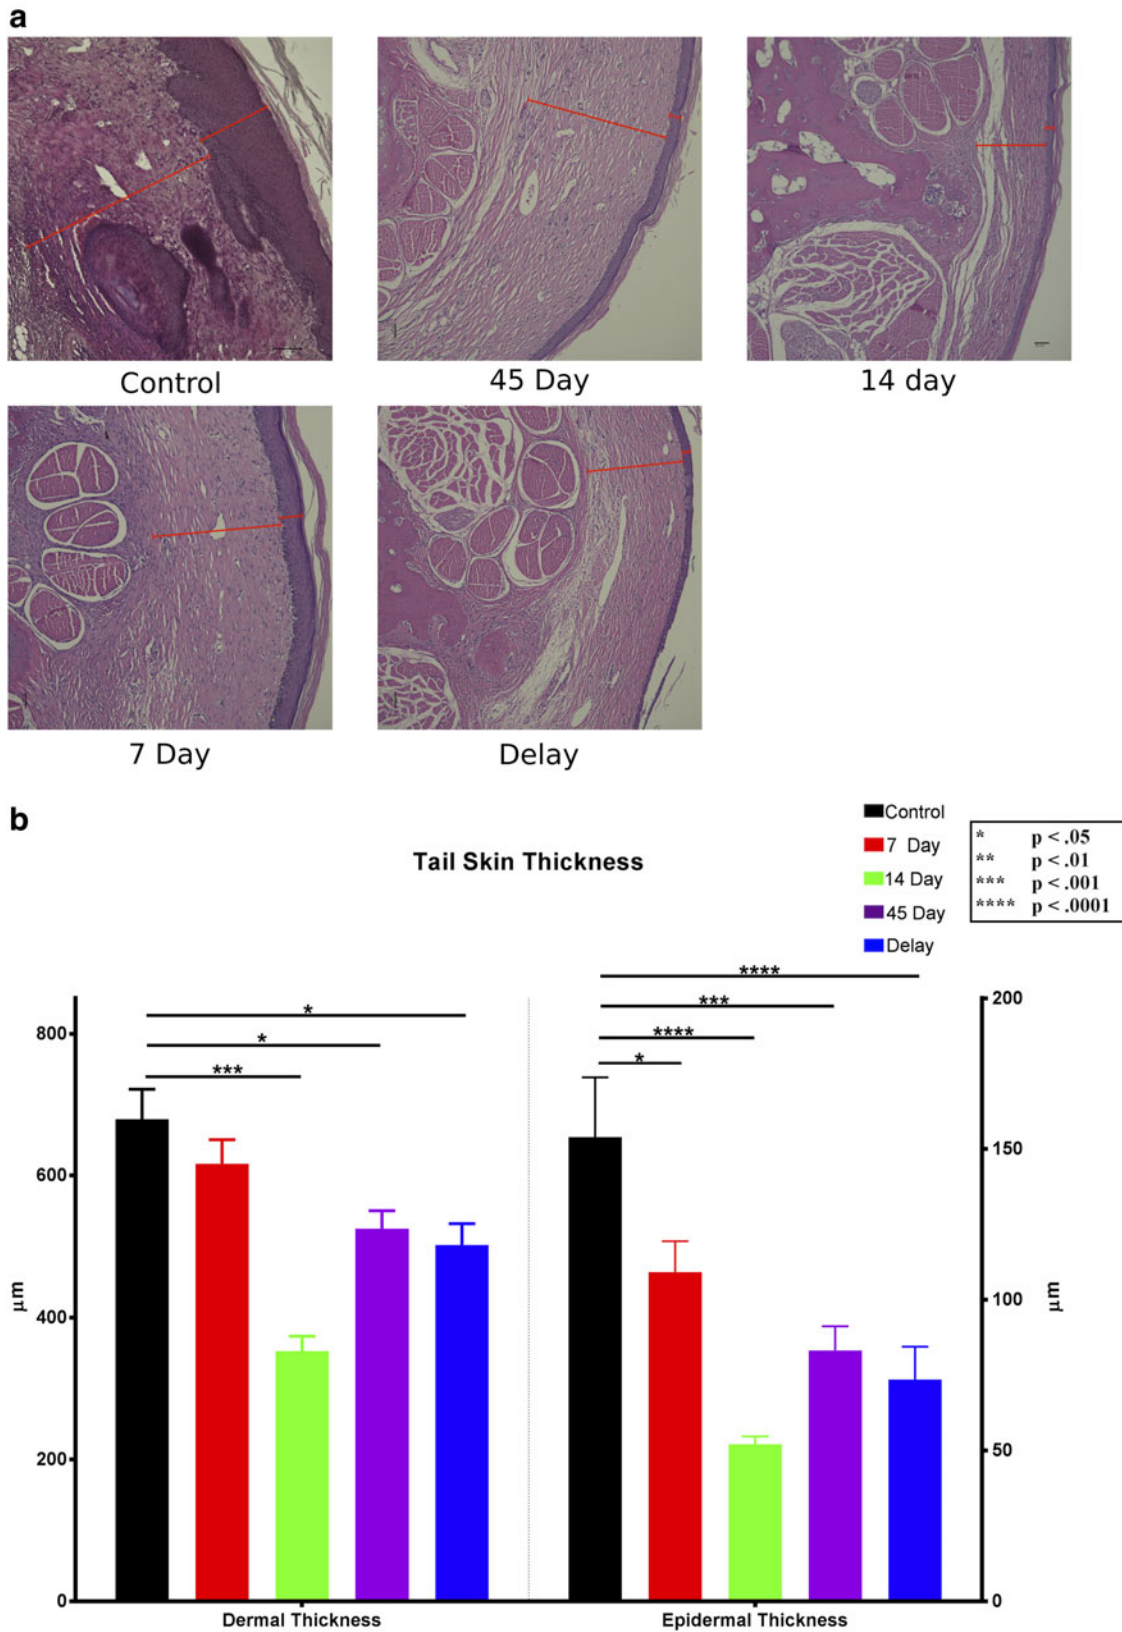 a
Control
45 Day
14 day
7 Day
Delay
b
Tail Skin Thickness
Control
7 Day
14 Day
45 Day
Delay
* p < .05
** p < .01
*** p < .001
**** p < .0001
****
***
****
*
*
*
***
800
600
400
200
0
μm
200
150
100
50
0
μm
Dermal Thickness
Epidermal Thickness